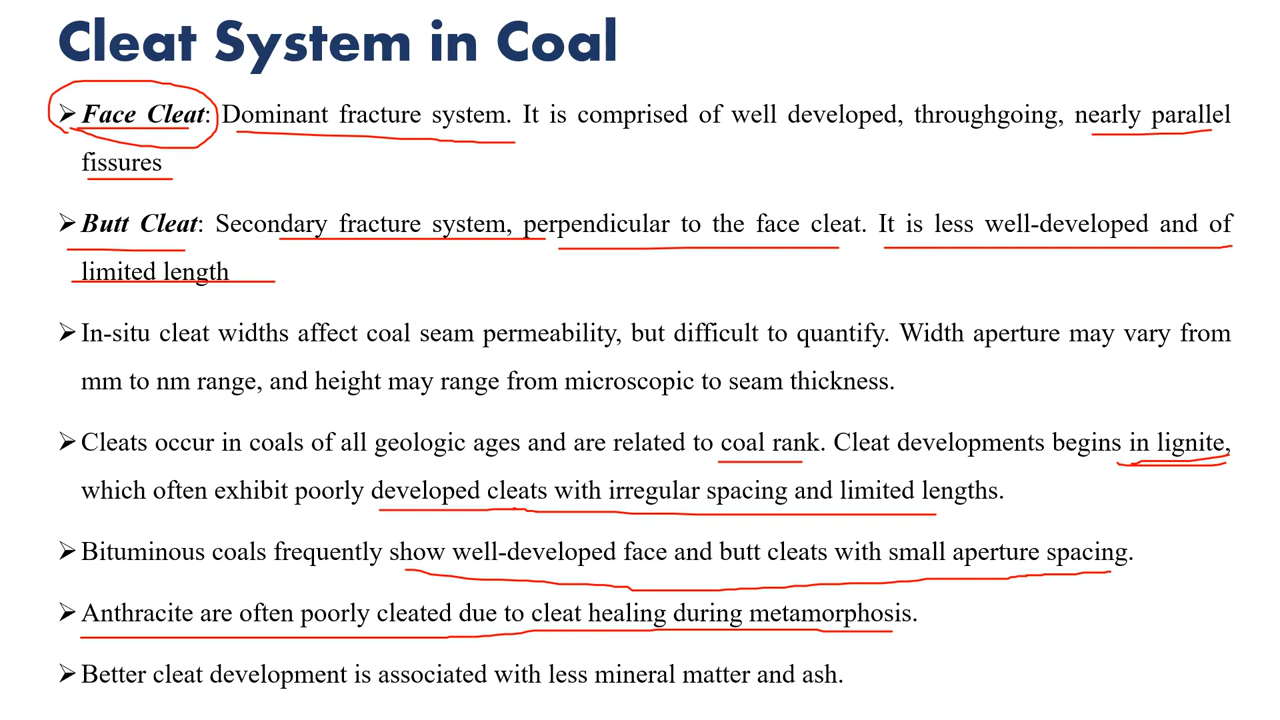 Cleat System in Coal
➢ Face Cleat: Dominant fracture system. It is comprised of well developed, throughgoing, nearly parallel
fissures
➢ Butt Cleat: Secondary fracture system, perpendicular to the face cleat. It is less well-developed and of
limited length
➢ In-situ cleat widths affect coal seam permeability, but difficult to quantify. Width aperture may vary from
mm to nm range, and height may range from microscopic to seam thickness.
➢ Cleats occur in coals of all geologic ages and are related to coal rank. Cleat developments begins in lignite,
which often exhibit poorly developed cleats with irregular spacing and limited lengths.
➢ Bituminous coals frequently show well-developed face and butt cleats with small aperture spacing.
➢ Anthracite are often poorly cleated due to cleat healing during metamorphosis.
➢ Better cleat development is associated with less mineral matter and ash.